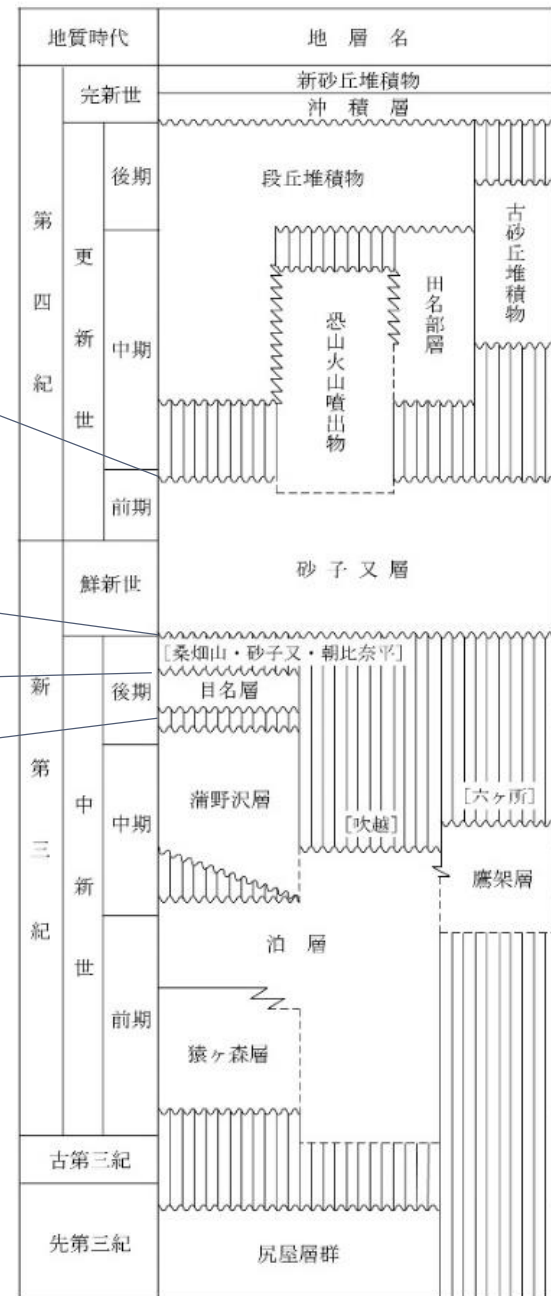 地質時代
地層名
第四紀
完新世
新砂丘堆積物
沖積層
更新世
後期
段丘堆積物
古砂丘堆積物
中期
田名部層
恐山火山噴出物
前期
新第三紀
鮮新世
砂子又層
中新世
後期
[桑畑山・砂子又・朝比奈平]
目名層
中期
蒲野沢層
[吹越]
[六ヶ所]
鷹架層
泊層
前期
猿ヶ森層
古第三紀
先第三紀
尻屋層群